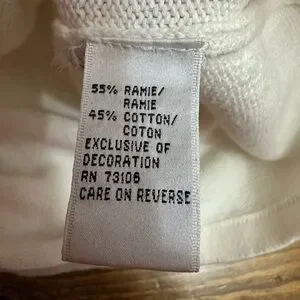 55% RAMIE/
RAMIE
45% COTTON/
COTON
EXCLUSIVE OF
DECORATION
RN 73106
CARE ON REVERSE